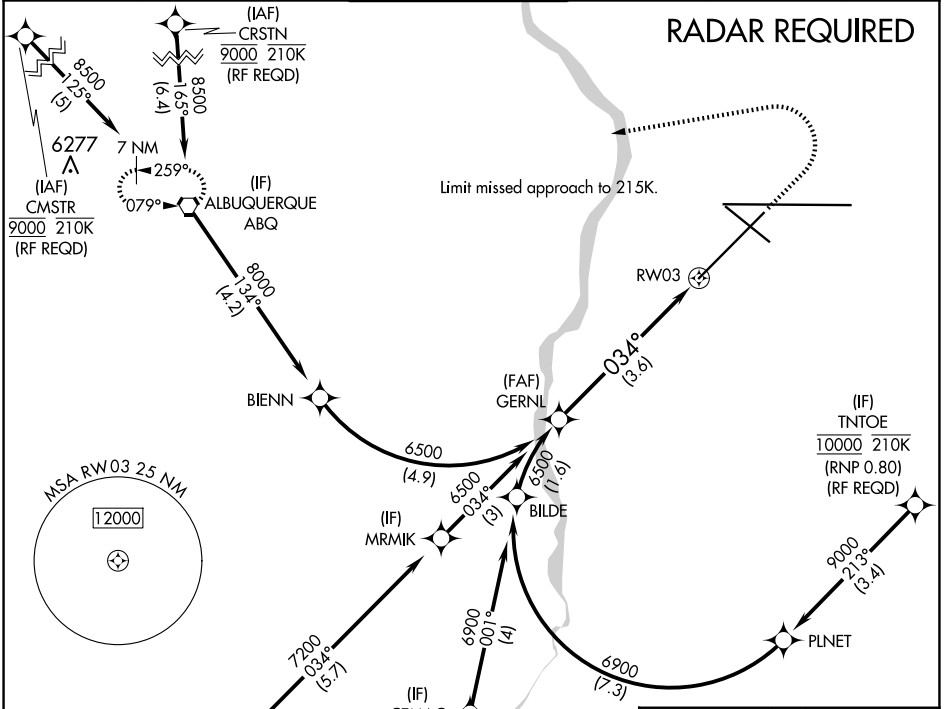 RADAR REQUIRED
(IAF)
CRSTN
9000 210K
(RF REQD)
8500
125°
(5)
8500
165°
(6.4)
6277
7 NM
259°
079°
(IAF)
CMSTR
9000 210K
(RF REQD)
(IF)
ALBUQUERQUE
ABQ
Limit missed approach to 215K.
8000
134°
(4.2)
RW03
034°
(3.6)
BIENN
(FAF)
GERNL
6500
(4.9)
6500
034°
(3)
6500
(1.6)
BILDE
(IF)
TNTOE
10000 210K
(RNP 0.80)
(RF REQD)
MSA RW03 25 NM
12000
(IF)
MRMIK
9000
213°
(3.4)
PLNET
7200
034°
(5.7)
6900
001°
(4)
6900
(7.3)
(IF)